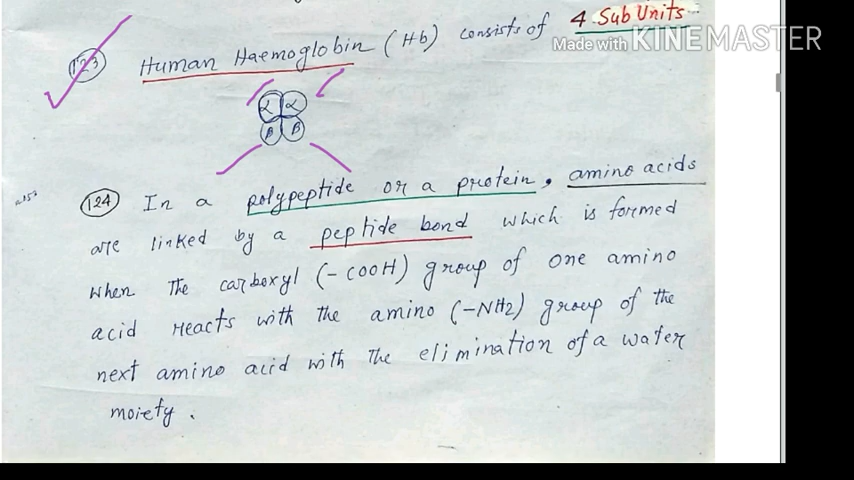 123 Human Haemoglobin (Hb) consists of 4 Sub Units
Made with KINEMASTER
α α
β β
124 In a polypeptide or a protein, amino acids
are linked by a peptide bond which is formed
when the carboxyl (-COOH) group of one amino
acid reacts with the amino (-NH2) group of the
next amino acid with the elimination of a water
moiety.